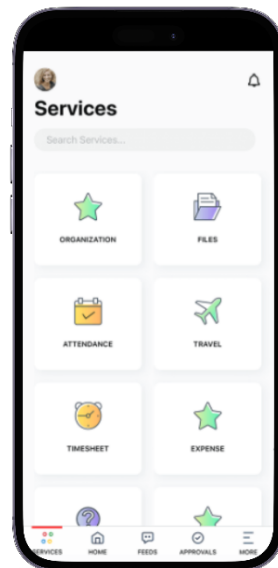 Services
Search Services...
ORGANIZATION FILES
ATTENDANCE TRAVEL
TIMESHEET EXPENSE
SERVICES HOME FEEDS APPROVALS MORE